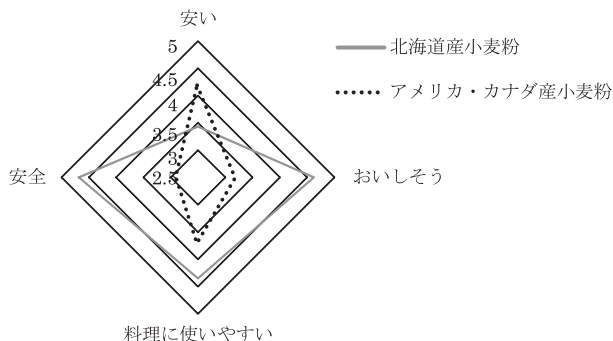 安い
5
4.5
4
3.5
3
2.5
北海道産小麦粉
アメリカ・カナダ産小麦粉
安全
おいしそう
料理に使いやすい